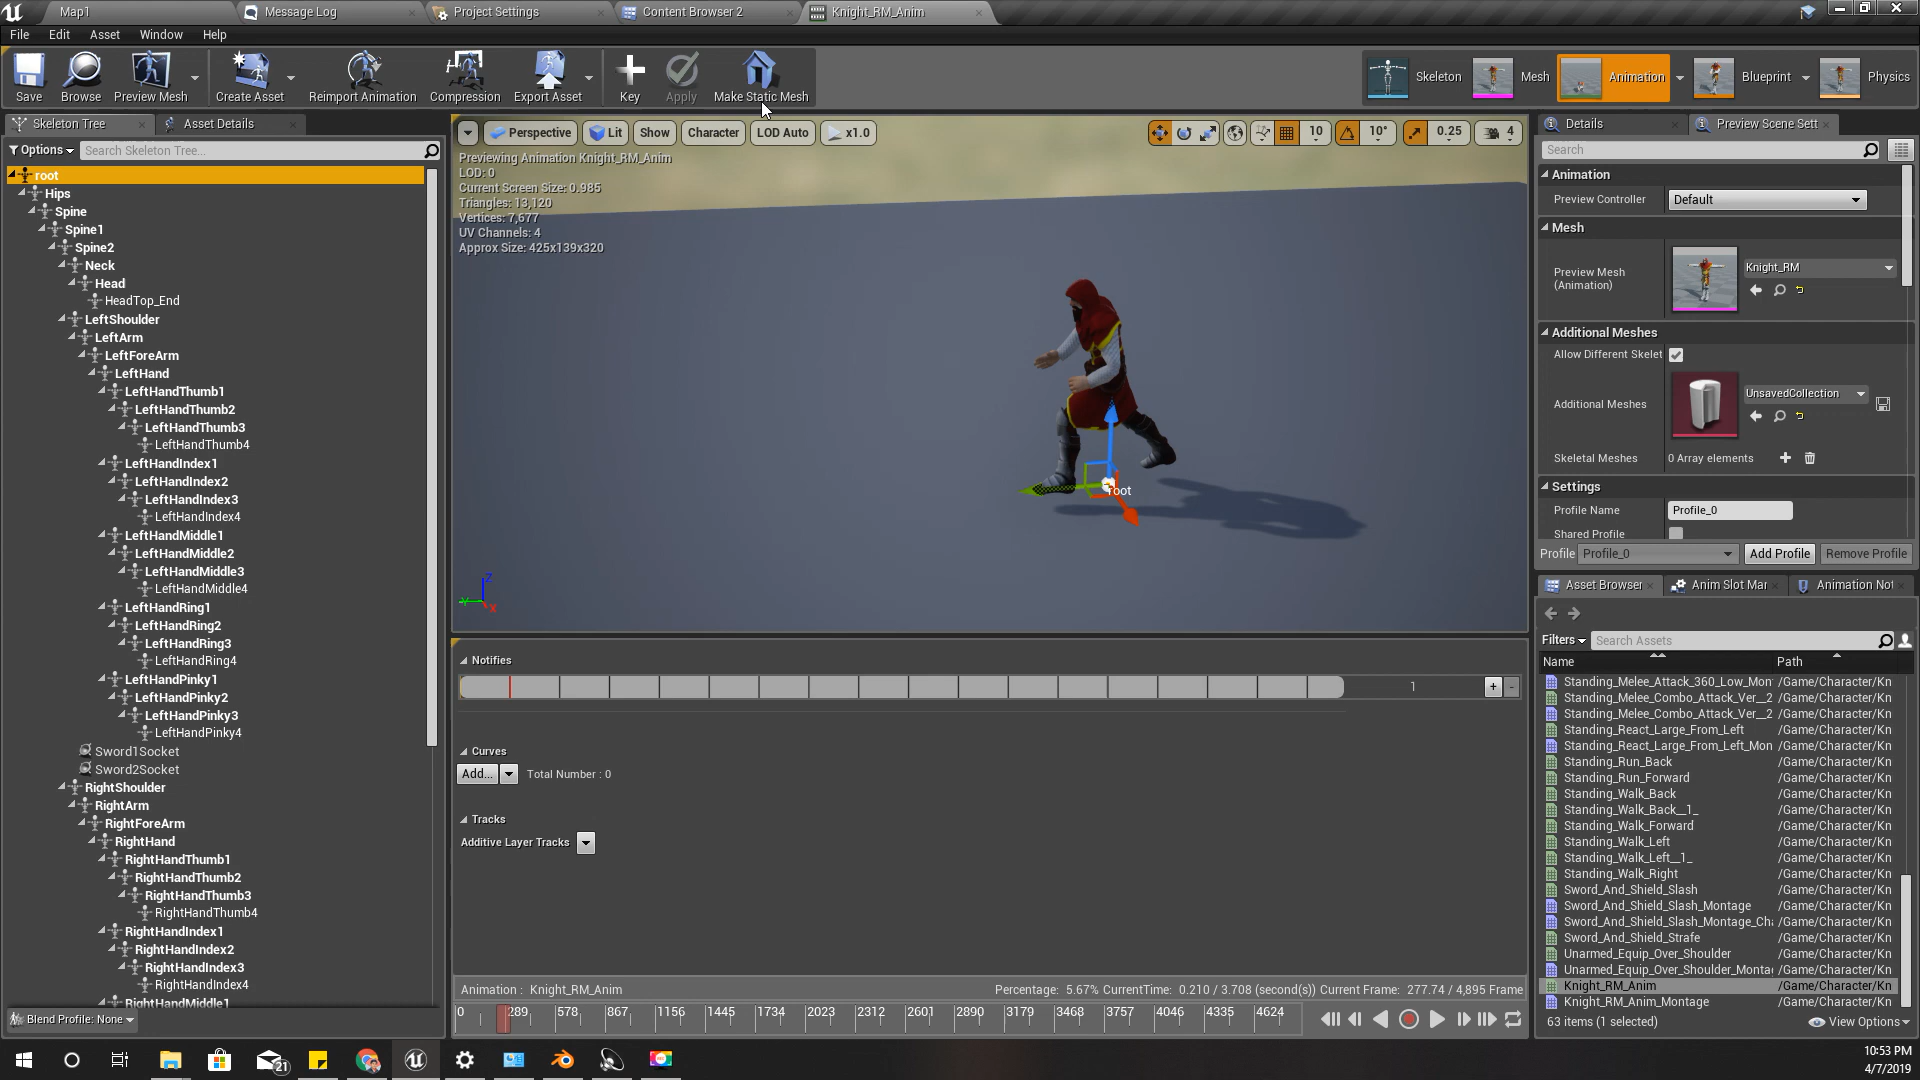 Map1
Message Log
Project Settings
Content Browser 2
Knight_RM_Anim
File
Edit
Asset
Window
Help
Save
Browse
Preview Mesh
Create Asset
Reimport Animation
Compression
Export Asset
Key
Apply
Make Static Mesh
Skeleton
Mesh
Animation
Blueprint
Physics
Skeleton Tree
Asset Details
Options
Search Skeleton Tree...
root
Hips
Spine
Spine1
Spine2
Neck
Head
HeadTop_End
LeftShoulder
LeftArm
LeftForeArm
LeftHand
LeftHandThumb1
LeftHandThumb2
LeftHandThumb3
LeftHandThumb4
LeftHandIndex1
LeftHandIndex2
LeftHandIndex3
LeftHandIndex4
LeftHandMiddle1
LeftHandMiddle2
LeftHandMiddle3
LeftHandMiddle4
LeftHandRing1
LeftHandRing2
LeftHandRing3
LeftHandRing4
LeftHandPinky1
LeftHandPinky2
LeftHandPinky3
LeftHandPinky4
Sword1Socket
Sword2Socket
RightShoulder
RightArm
RightForeArm
RightHand
RightHandThumb1
RightHandThumb2
RightHandThumb3
RightHandThumb4
RightHandIndex1
RightHandIndex2
RightHandIndex3
RightHandIndex4
RightHandMiddle1
Blend Profile: None
Perspective
Lit
Show
Character
LOD Auto
x1.0
10
10°
0.25
4
Previewing Animation Knight_RM_Anim
LOD: 0
Current Screen Size: 0.985
Triangles: 13,120
Vertices: 7,677
UV Channels: 4
Approx Size: 425x139x320
root
Z
Y
X
Notifies
1
+
-
Curves
Add...
Total Number : 0
Tracks
Additive Layer Tracks
Animation : Knight_RM_Anim
Percentage: 5.67% CurrentTime: 0.210 / 3.708 (second(s)) Current Frame: 277.74 / 4,895 Frame
0 289 578 867 1156 1445 1734 2023 2312 2601 2890 3179 3468 3757 4046 4335 4624
Details
Preview Scene Sett
Search
Animation
Preview Controller
Default
Mesh
Preview Mesh
(Animation)
Knight_RM
Additional Meshes
Allow Different Skelet
Additional Meshes
UnsavedCollection
Skeletal Meshes
0 Array elements
Settings
Profile Name
Profile_0
Shared Profile
Profile
Profile_0
Add Profile
Remove Profile
Asset Browser
Anim Slot Mar
Animation Not
Filters
Search Assets
Name
Path
Standing_Melee_Attack_360_Low_Mon /Game/Character/Kn
Standing_Melee_Combo_Attack_Ver__2 /Game/Character/Kn
Standing_Melee_Combo_Attack_Ver__2 /Game/Character/Kn
Standing_React_Large_From_Left /Game/Character/Kn
Standing_React_Large_From_Left_Mon /Game/Character/Kn
Standing_Run_Back /Game/Character/Kn
Standing_Run_Forward /Game/Character/Kn
Standing_Walk_Back /Game/Character/Kn
Standing_Walk_Back__1_ /Game/Character/Kn
Standing_Walk_Forward /Game/Character/Kn
Standing_Walk_Left /Game/Character/Kn
Standing_Walk_Left__1_ /Game/Character/Kn
Standing_Walk_Right /Game/Character/Kn
Sword_And_Shield_Slash /Game/Character/Kn
Sword_And_Shield_Slash_Montage /Game/Character/Kn
Sword_And_Shield_Slash_Montage_Cha /Game/Character/Kn
Sword_And_Shield_Strafe /Game/Character/Kn
Unarmed_Equip_Over_Shoulder /Game/Character/Kn
Unarmed_Equip_Over_Shoulder_Monta /Game/Character/Kn
Knight_RM_Anim /Game/Character/Kn
Knight_RM_Anim_Montage /Game/Character/Kn
63 items (1 selected)
View Options
21
10:53 PM
4/7/2019